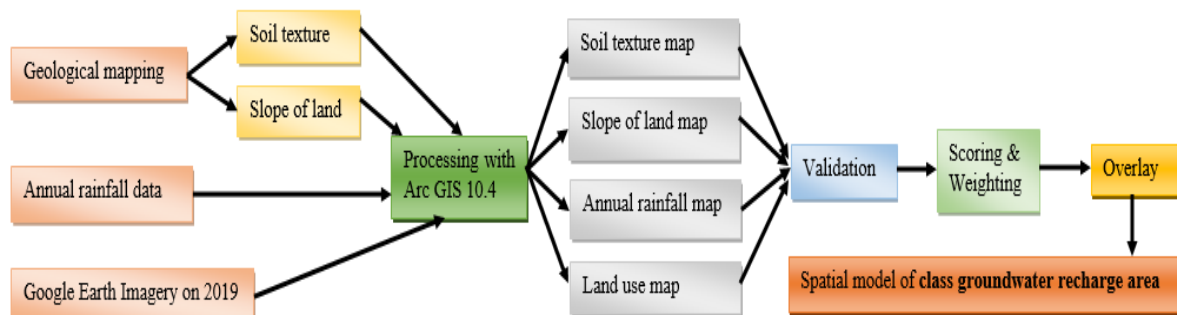 Geological mapping
Soil texture
Slope of land
Annual rainfall data
Google Earth Imagery on 2019
Processing with
Arc GIS 10.4
Soil texture map
Slope of land map
Annual rainfall map
Land use map
Validation
Scoring &
Weighting
Overlay
Spatial model of class groundwater recharge area